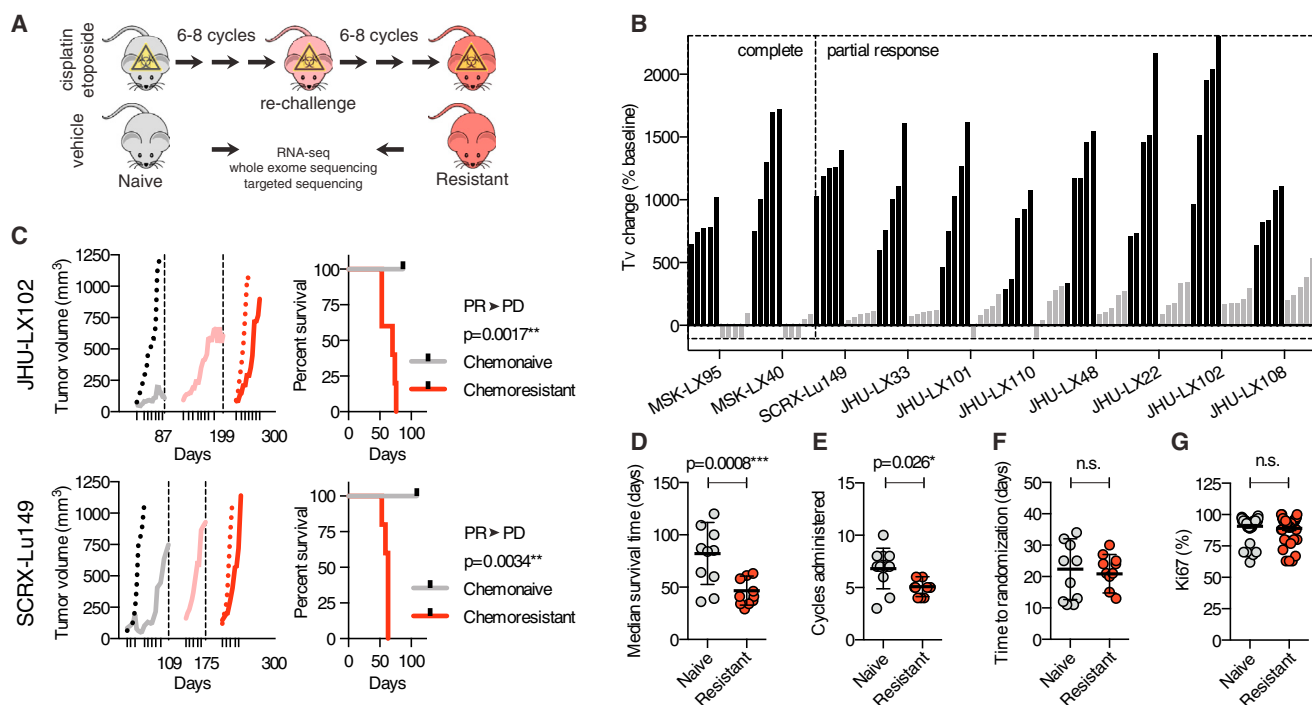 A
cisplatin
etoposide
6-8 cycles
6-8 cycles
re-challenge
vehicle
RNA-seq
whole exome sequencing
targeted sequencing
Naive
Resistant
B
complete
partial response
Tv change (% baseline)
2000
1500
1000
500
0
MSK-LX95
MSK-LX40
SCRX-Lu149
JHU-LX33
JHU-LX101
JHU-LX110
JHU-LX48
JHU-LX22
JHU-LX102
JHU-LX108
C
JHU-LX102
Tumor volume (mm³)
1250
1000
750
500
250
0
87
199
300
Days
Percent survival
100
50
0
0
50
100
Days
PR➤PD
p=0.0017**
Chemonaive
Chemoresistant
SCRX-Lu149
Tumor volume (mm³)
1250
1000
750
500
250
0
109
175
300
Days
Percent survival
100
50
0
0
50
100
Days
PR➤PD
p=0.0034**
Chemonaive
Chemoresistant
D
Median survival time (days)
p=0.0008***
150
100
50
0
Naive
Resistant
E
Cycles administered
p=0.026*
15
10
5
0
Naive
Resistant
F
Time to randomization (days)
n.s.
50
40
30
20
10
0
Naive
Resistant
G
Ki67 (%)
n.s.
125
100
75
50
25
0
Naive
Resistant